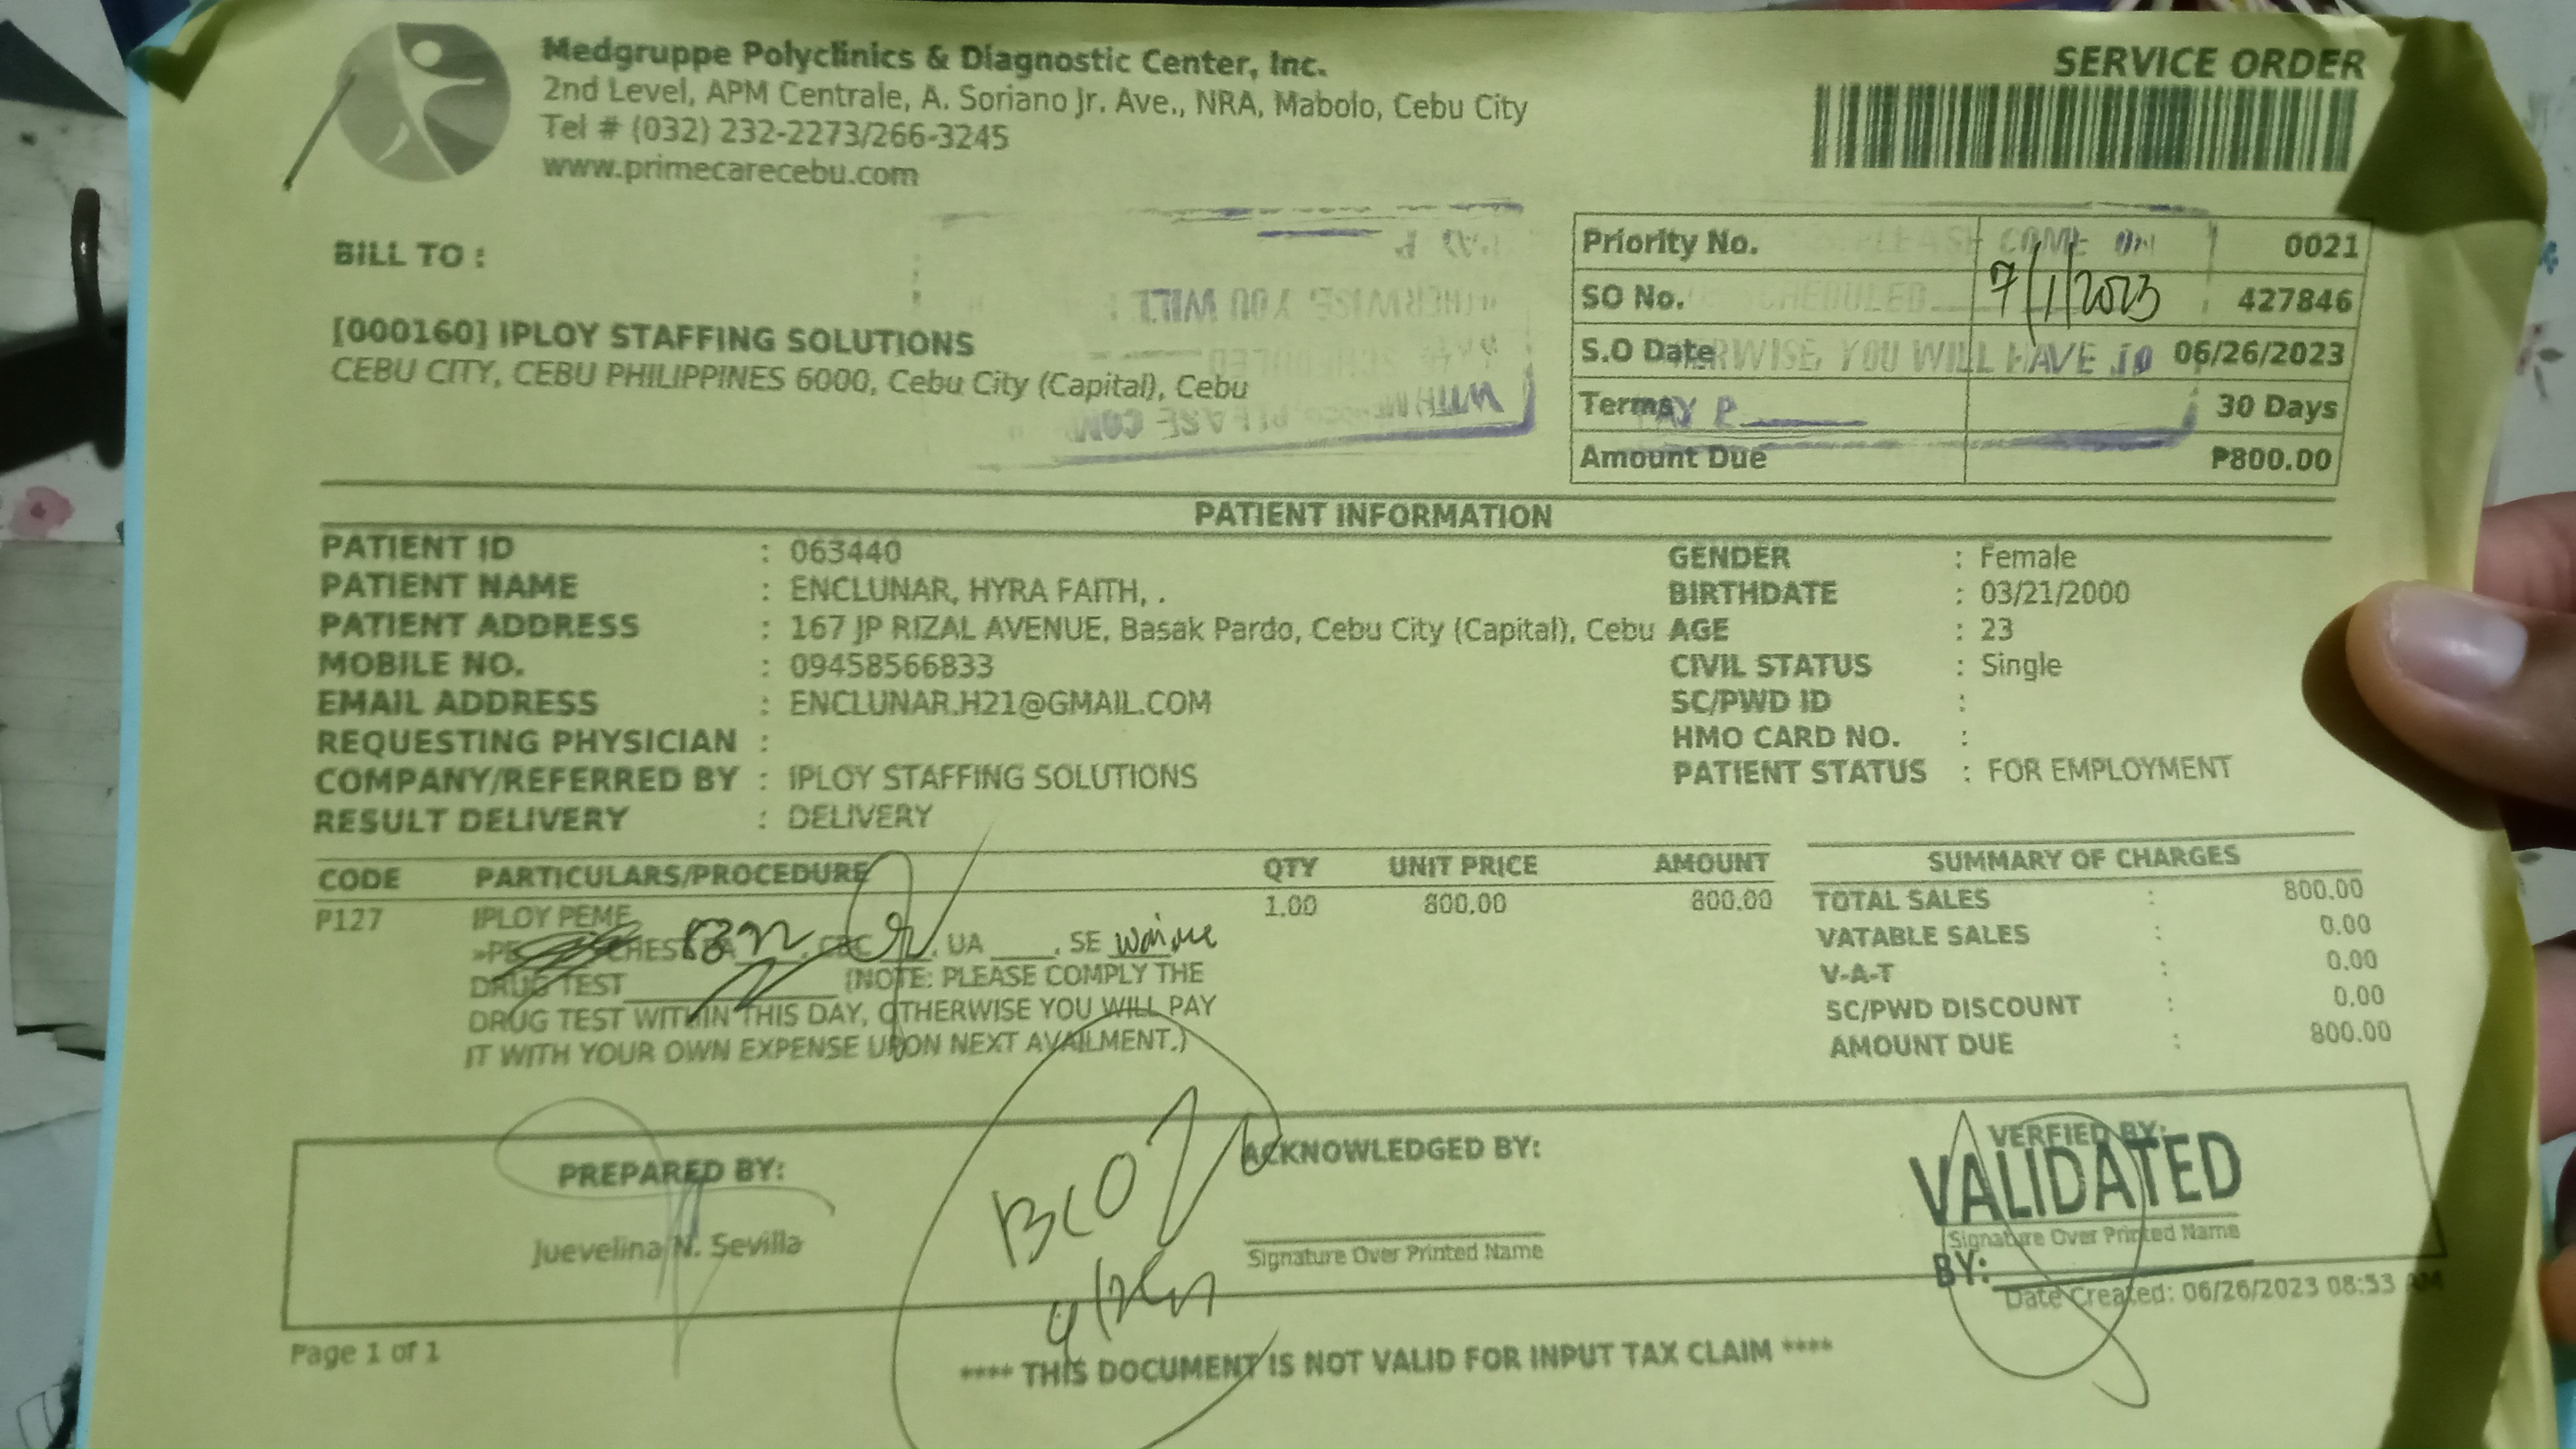 Medgruppe Polyclinics & Diagnostic Center, Inc.
2nd Level, APM Centrale, A. Soriano Jr. Ave., NRA, Mabolo, Cebu City
Tel # (032) 232-2273/266-3245
www.primecarecebu.com
SERVICE ORDER
BILL TO :
[000160] IPLOY STAFFING SOLUTIONS
CEBU CITY, CEBU PHILIPPINES 6000, Cebu City (Capital), Cebu
Priority No. 0021
PLEASE COME ON
SO No. 427846
SCHEDULED 7/1/2023
S.O Date 06/26/2023
YOU WILL HAVE TO
Terms 30 Days
PAY P
Amount Due ₱800.00
PATIENT INFORMATION
PATIENT ID : 063440
PATIENT NAME : ENCLUNAR, HYRA FAITH, .
PATIENT ADDRESS : 167 JP RIZAL AVENUE, Basak Pardo, Cebu City (Capital), Cebu
MOBILE NO. : 09458566833
EMAIL ADDRESS : ENCLUNAR.H21@GMAIL.COM
REQUESTING PHYSICIAN :
COMPANY/REFERRED BY : IPLOY STAFFING SOLUTIONS
RESULT DELIVERY : DELIVERY
GENDER : Female
BIRTHDATE : 03/21/2000
AGE : 23
CIVIL STATUS : Single
SC/PWD ID :
HMO CARD NO. :
PATIENT STATUS : FOR EMPLOYMENT
CODE PARTICULARS/PROCEDURE QTY UNIT PRICE AMOUNT
P127 IPLOY PEME 1.00 800.00 800.00
CBC , UA ____, SE waive
DRUG TEST (NOTE: PLEASE COMPLY THE
DRUG TEST WITHIN THIS DAY, OTHERWISE YOU WILL PAY
IT WITH YOUR OWN EXPENSE UPON NEXT AVAILMENT.)
SUMMARY OF CHARGES
TOTAL SALES : 800.00
VATABLE SALES : 0.00
V-A-T : 0.00
SC/PWD DISCOUNT : 0.00
AMOUNT DUE : 800.00
PREPARED BY:
Juevelina N. Sevilla
ACKNOWLEDGED BY:
Signature Over Printed Name
VERFIED BY:
VALIDATED
Signature Over Printed Name
BY:
Date Created: 06/26/2023 08:53 AM
Page 1 of 1
**** THIS DOCUMENT IS NOT VALID FOR INPUT TAX CLAIM ****